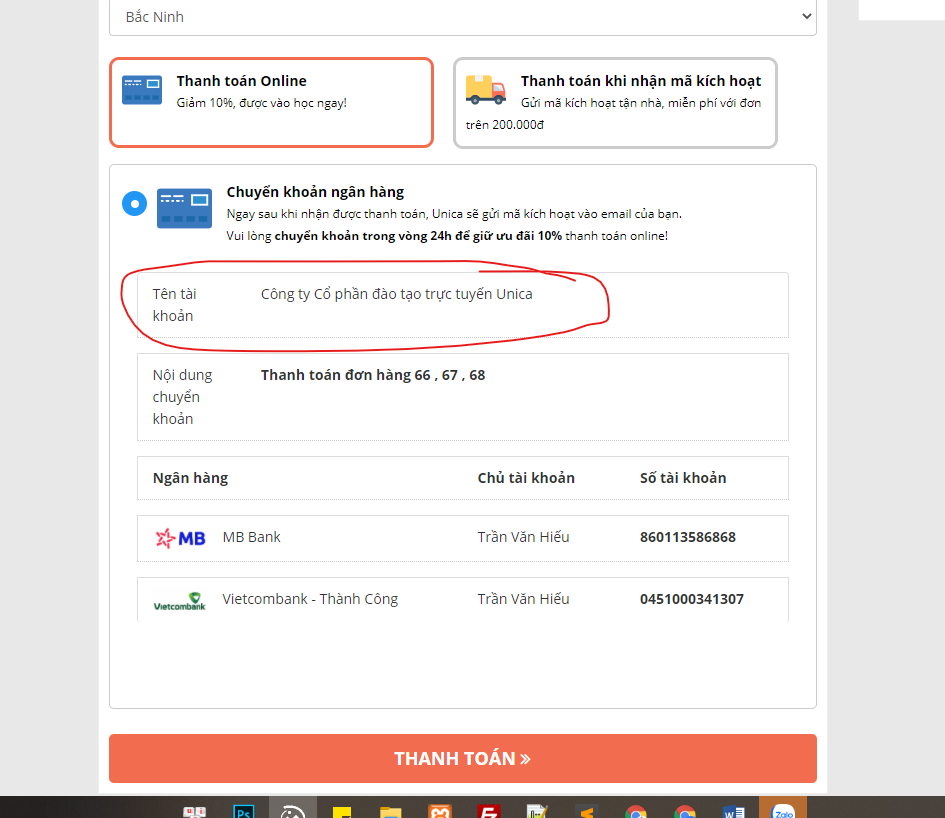 Bắc Ninh
Thanh toán Online
Giảm 10%, được vào học ngay!
Thanh toán khi nhận mã kích hoạt
Gửi mã kích hoạt tận nhà, miễn phí với đơn
trên 200.000đ
Chuyển khoản ngân hàng
Ngay sau khi nhận được thanh toán, Unica sẽ gửi mã kích hoạt vào email của bạn.
Vui lòng chuyển khoản trong vòng 24h để giữ ưu đãi 10% thanh toán online!
Tên tài Công ty Cổ phần đào tạo trực tuyến Unica
khoản
Nội dung Thanh toán đơn hàng 66 , 67 , 68
chuyển
khoản
Ngân hàng Chủ tài khoản Số tài khoản
MB MB Bank Trần Văn Hiếu 860113586868
Vietcombank Vietcombank - Thành Công Trần Văn Hiếu 0451000341307
THANH TOÁN »
Ps
Zalo